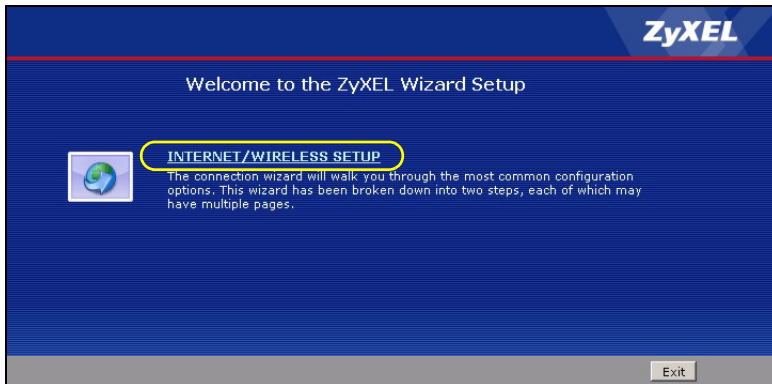 ZyXEL
Welcome to the ZyXEL Wizard Setup
INTERNET/WIRELESS SETUP
The connection wizard will walk you through the most common configuration
options. This wizard has been broken down into two steps, each of which may
have multiple pages.
Exit